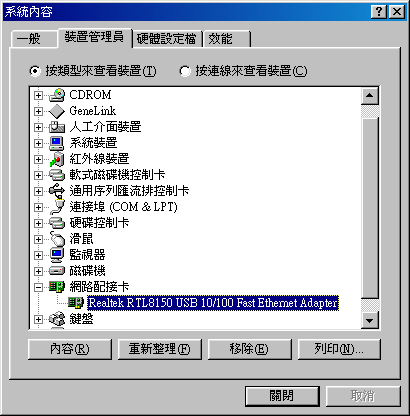 系統內容
一般
裝置管理員
硬體設定檔
效能
按類型來查看裝置(T)
按連線來查看裝置(C)
CDROM
GeneLink
人工介面裝置
系統裝置
紅外線裝置
軟式磁碟機控制卡
通用序列匯流排控制卡
連接埠 (COM & LPT)
硬碟控制卡
滑鼠
監視器
磁碟機
網路配接卡
Realtek RTL8150 USB 10/100 Fast Ethernet Adapter
鍵盤
內容(R)
重新整理(F)
移除(E)
列印(N)...
關閉
取消